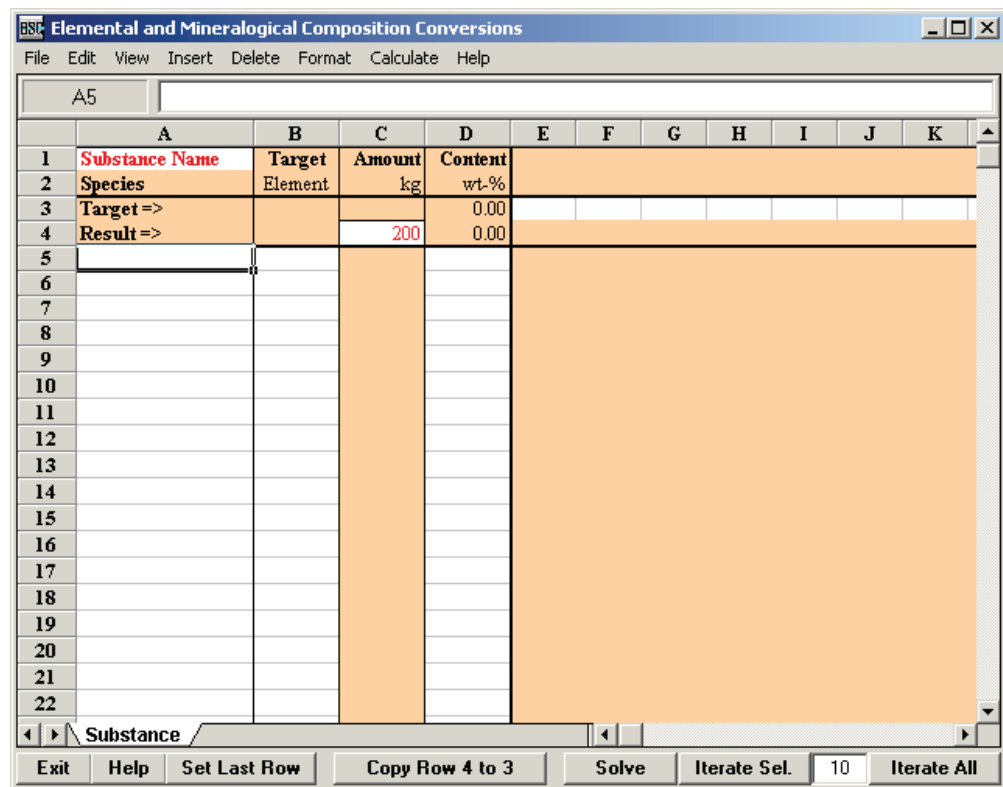 BSC Elemental and Mineralogical Composition Conversions
File Edit View Insert Delete Format Calculate Help
A5
A B C D E F G H I J K
1 Substance Name Target Amount Content
2 Species Element kg wt-%
3 Target => 0.00
4 Result => 200 0.00
5
6
7
8
9
10
11
12
13
14
15
16
17
18
19
20
21
22
Substance
Exit Help Set Last Row Copy Row 4 to 3 Solve Iterate Sel. 10 Iterate All